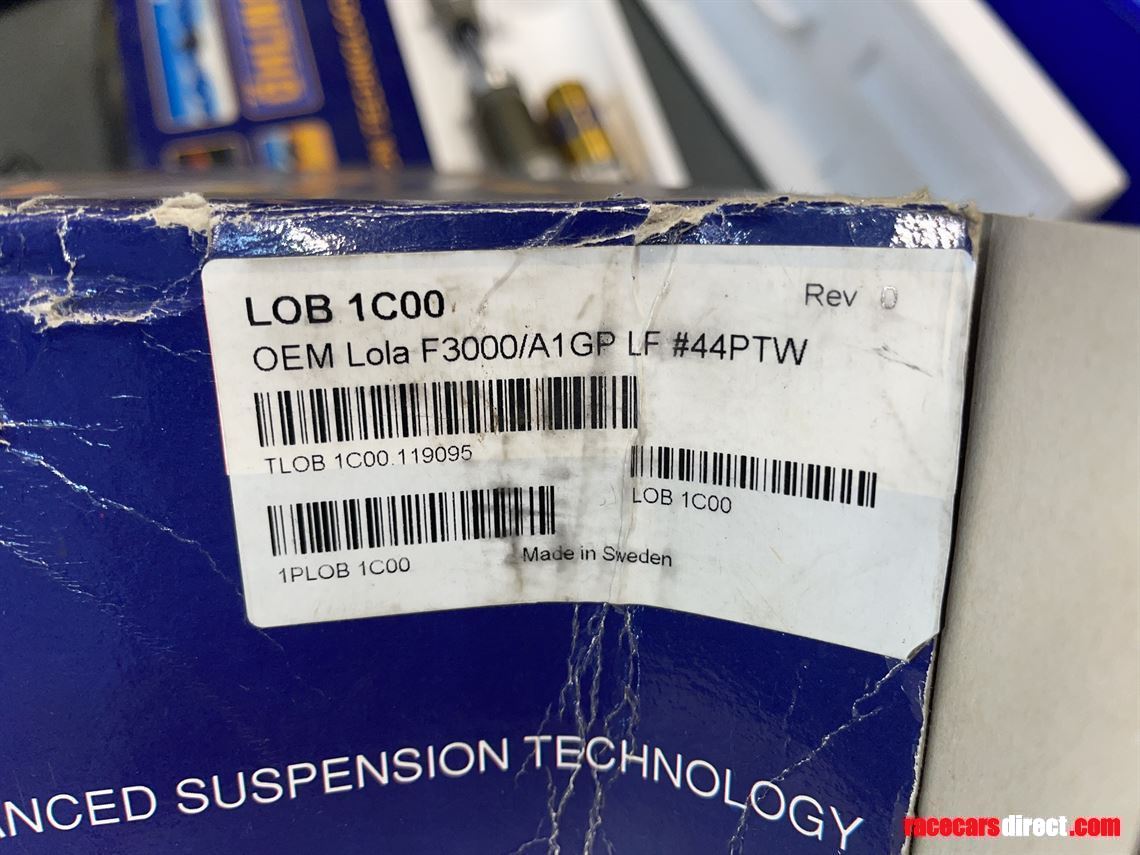 LOB 1C00
Rev 0
OEM Lola F3000/A1GP LF #44PTW
TLOB 1C00.119095
LOB 1C00
1PLOB 1C00
Made in Sweden
ANCED SUSPENSION TECHNOLOGY
racecarsdirect.com